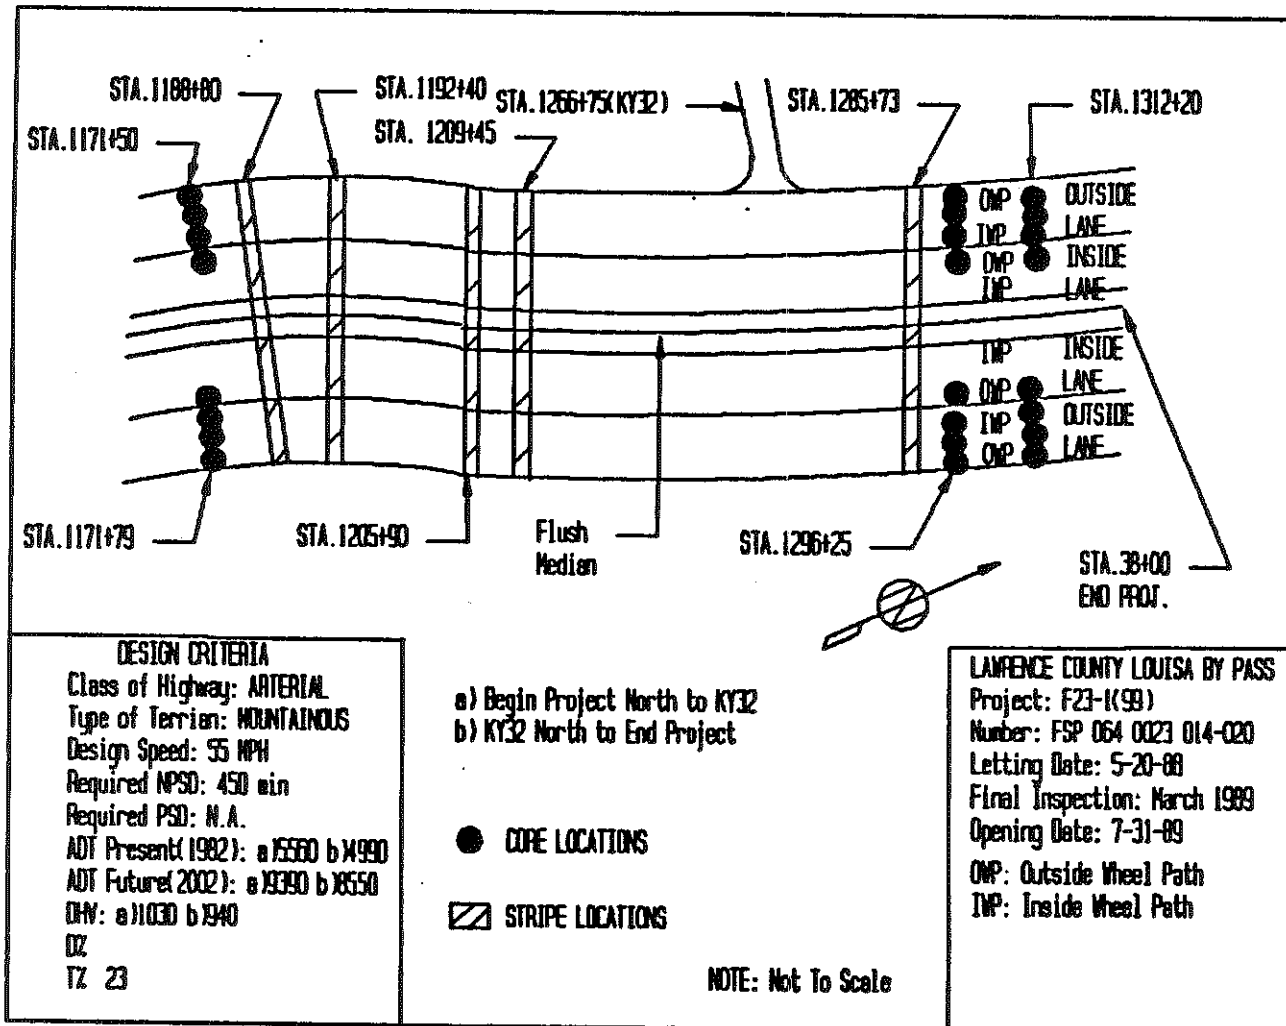 STA.1188+80
STA.1192+40
STA.1266+75(KY32)
STA.1285+73
STA.1312+20
STA.1171+50
STA. 1209+45
OWP
OUTSIDE
IWP
LANE
OWP
INSIDE
IWP
LANE
IWP
INSIDE
OWP
LANE
IWP
OUTSIDE
OWP
LANE
STA.1171+79
STA.1205+90
Flush
Median
STA.1296+25
STA.38+00
END PROJ.
DESIGN CRITERIA
Class of Highway: ARTERIAL
Type of Terrian: MOUNTAINOUS
Design Speed: 55 MPH
Required NPSD: 450 min
Required PSD: N.A.
ADT Present(1982): a)5560 b)4990
ADT Future(2002): a)9390 b)8550
DHV: a)1030 b)940
D%
T% 23
a) Begin Project North to KY32
b) KY32 North to End Project
CORE LOCATIONS
STRIPE LOCATIONS
NOTE: Not To Scale
LAWRENCE COUNTY LOUISA BY PASS
Project: F23-1(99)
Number: FSP 064 0023 014-020
Letting Date: 5-20-88
Final Inspection: March 1989
Opening Date: 7-31-89
OWP: Outside Wheel Path
IWP: Inside Wheel Path